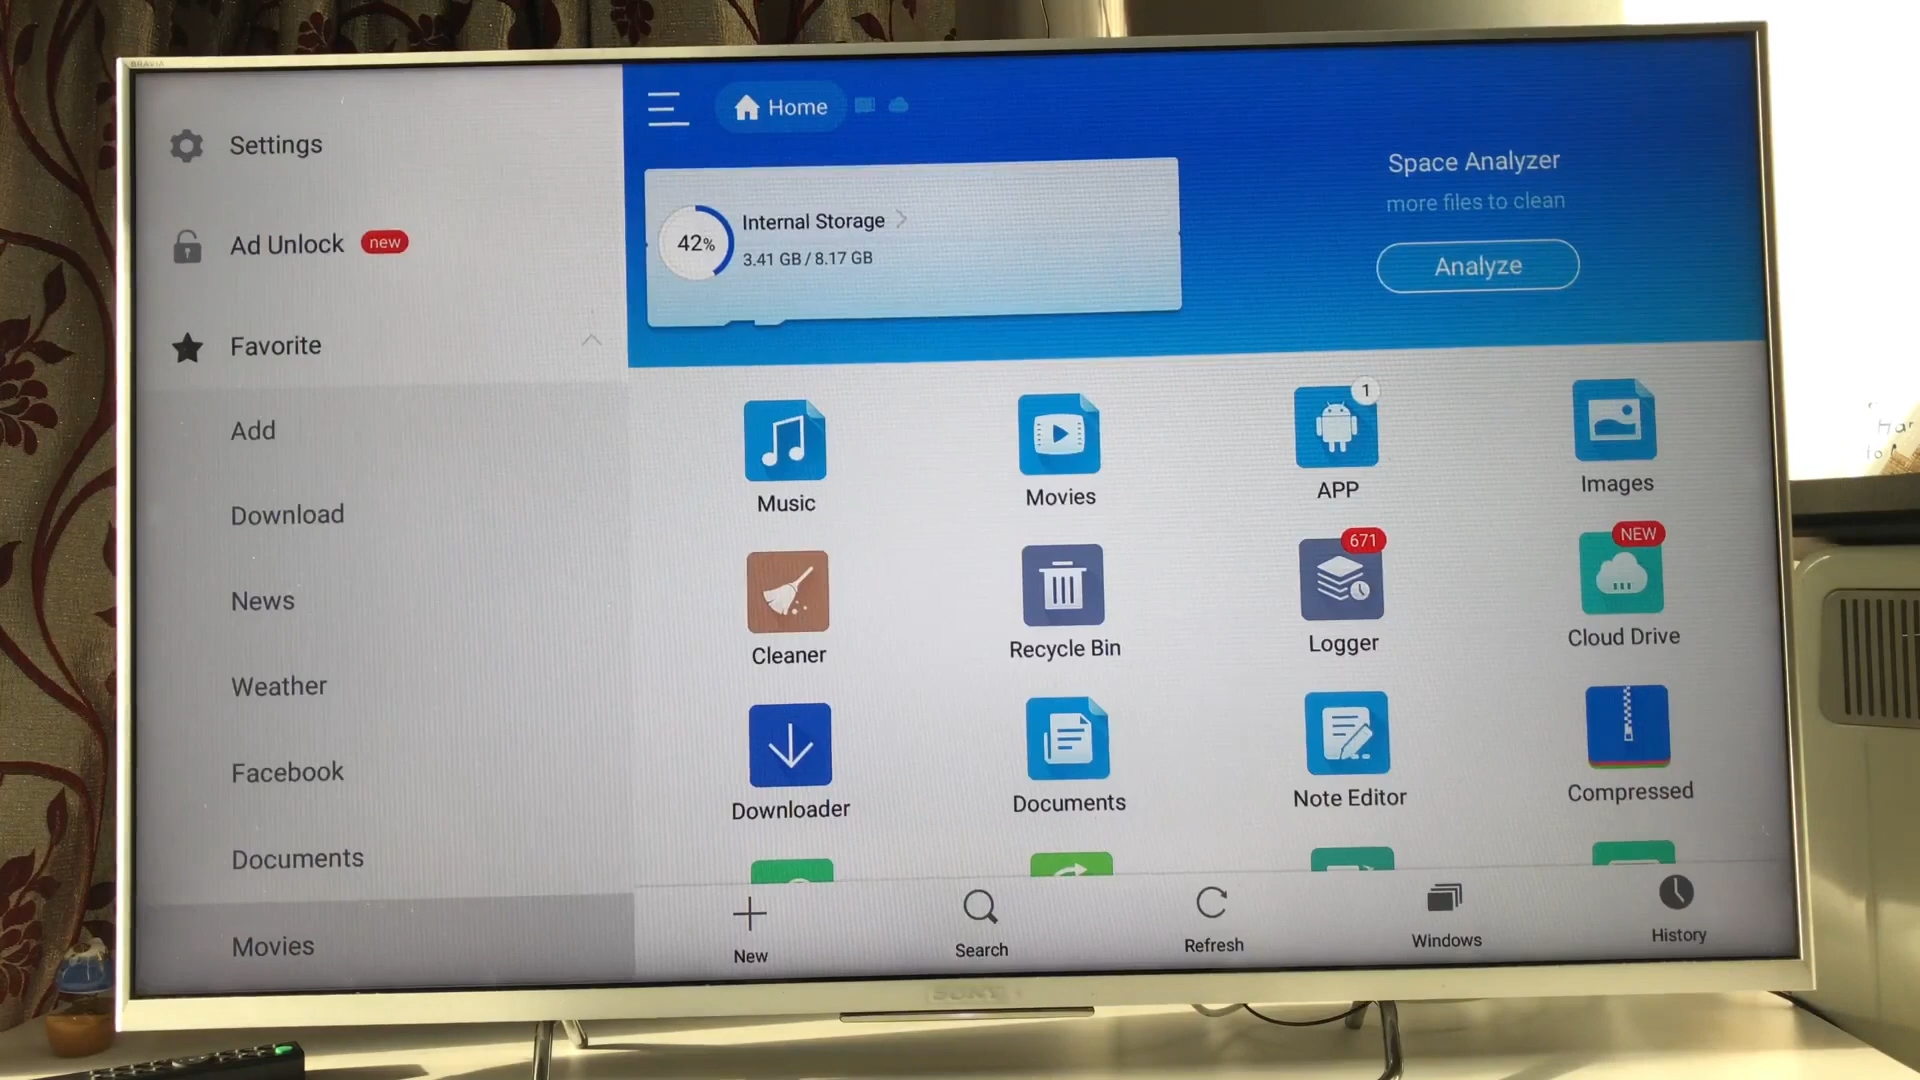 BRAVIA
Settings
Ad Unlock new
Favorite
Add
Download
News
Weather
Facebook
Documents
Movies
Home
42%
Internal Storage
3.41 GB / 8.17 GB
Space Analyzer
more files to clean
Analyze
Music
Movies
1
APP
Images
Cleaner
Recycle Bin
671
Logger
NEW
Cloud Drive
Downloader
Documents
Note Editor
Compressed
New
Search
Refresh
Windows
History
SONY